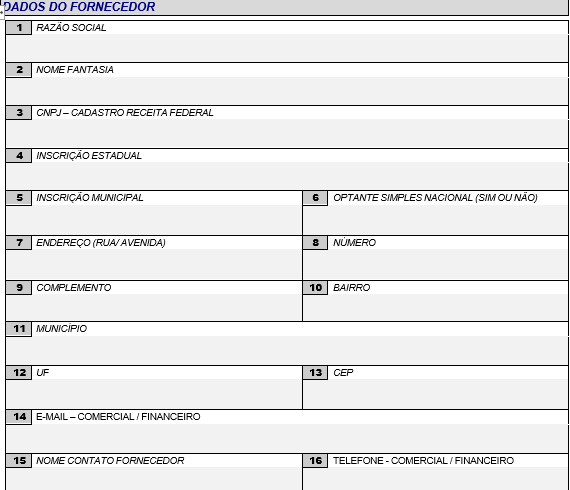 DADOS DO FORNECEDOR
1 RAZÃO SOCIAL
2 NOME FANTASIA
3 CNPJ – CADASTRO RECEITA FEDERAL
4 INSCRIÇÃO ESTADUAL
5 INSCRIÇÃO MUNICIPAL
6 OPTANTE SIMPLES NACIONAL (SIM OU NÃO)
7 ENDEREÇO (RUA/ AVENIDA)
8 NÚMERO
9 COMPLEMENTO
10 BAIRRO
11 MUNICÍPIO
12 UF
13 CEP
14 E-MAIL – COMERCIAL / FINANCEIRO
15 NOME CONTATO FORNECEDOR
16 TELEFONE - COMERCIAL / FINANCEIRO